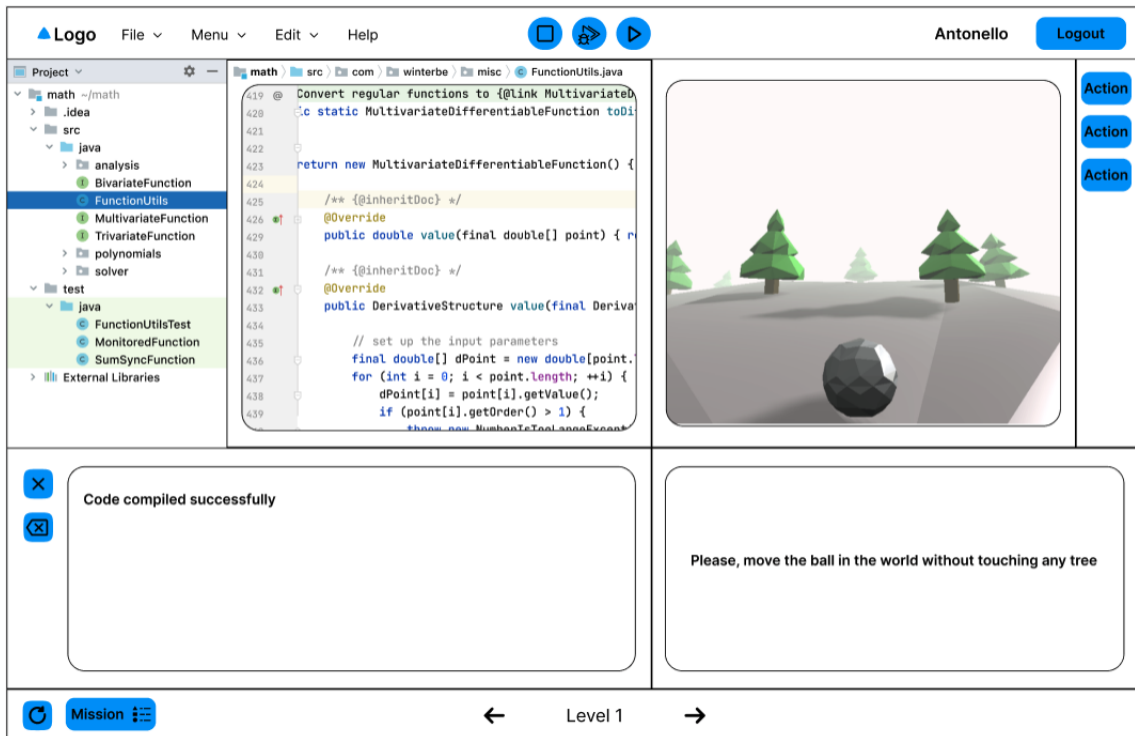 Logo File Menu Edit Help Antonello Logout
Project
math ~/math
.idea
src
java
analysis
BivariateFunction
FunctionUtils
MultivariateFunction
TrivariateFunction
polynomials
solver
test
java
FunctionUtilsTest
MonitoredFunction
SumSyncFunction
External Libraries
math src com winterbe misc FunctionUtils.java
419 @ Convert regular functions to {@link MultivariateD
420 ic static MultivariateDifferentiableFunction toDi
421
422
423 return new MultivariateDifferentiableFunction() {
424
425 /** {@inheritDoc} */
426 @Override
429 public double value(final double[] point) { re
430
431 /** {@inheritDoc} */
432 @Override
433 public DerivativeStructure value(final Deriva
434
435 // set up the input parameters
436 final double[] dPoint = new double[point.
437 for (int i = 0; i < point.length; ++i) {
438 dPoint[i] = point[i].getValue();
439 if (point[i].getOrder() > 1) {
throw new NumberIsTooLargeExcept
Action
Action
Action
Code compiled successfully
Please, move the ball in the world without touching any tree
Mission
Level 1